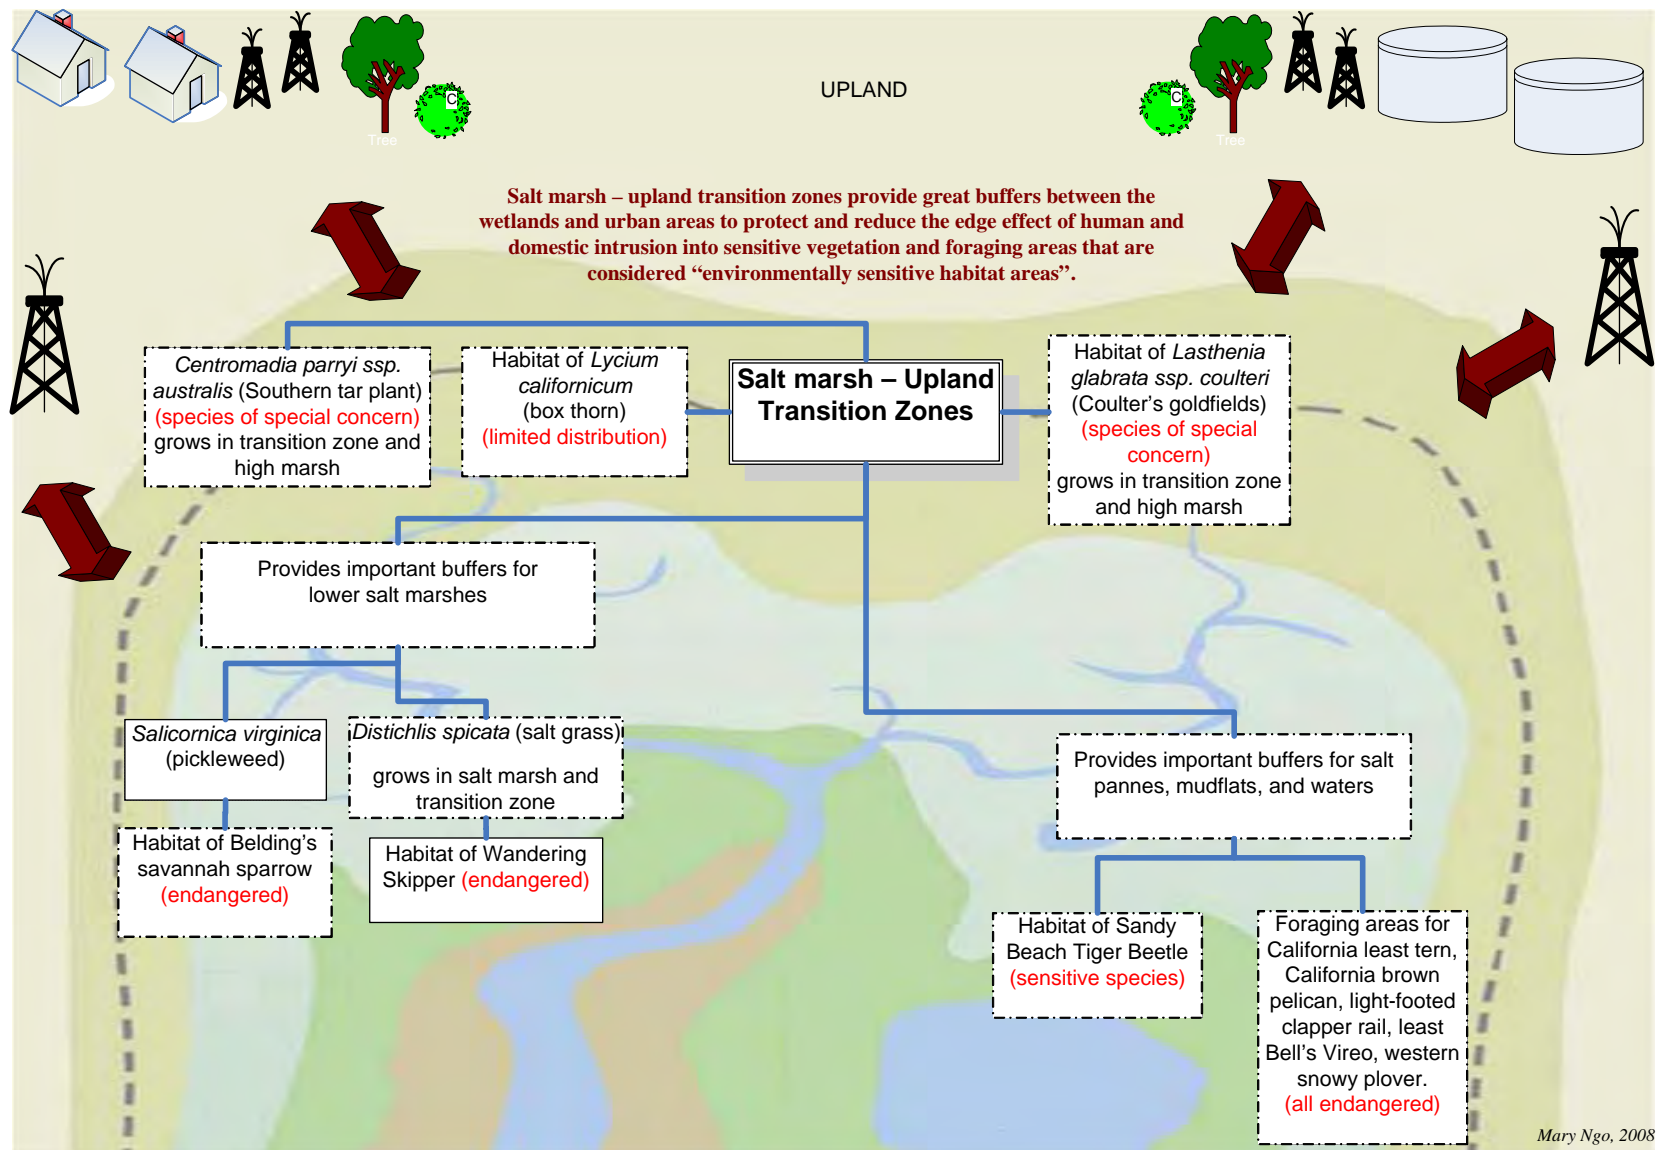 UPLAND
C
Tree
C
Tree
Salt marsh – upland transition zones provide great buffers between the
wetlands and urban areas to protect and reduce the edge effect of human and
domestic intrusion into sensitive vegetation and foraging areas that are
considered “environmentally sensitive habitat areas”.
Centromadia parryi ssp.
australis (Southern tar plant)
(species of special concern)
grows in transition zone and
high marsh
Habitat of Lycium
californicum
(box thorn)
(limited distribution)
Salt marsh – Upland
Transition Zones
Habitat of Lasthenia
glabrata ssp. coulteri
(Coulter’s goldfields)
(species of special
concern)
grows in transition zone
and high marsh
Provides important buffers for
lower salt marshes
Salicornica virginica
(pickleweed)
Distichlis spicata (salt grass)
grows in salt marsh and
transition zone
Habitat of Belding’s
savannah sparrow
(endangered)
Habitat of Wandering
Skipper (endangered)
Provides important buffers for salt
pannes, mudflats, and waters
Habitat of Sandy
Beach Tiger Beetle
(sensitive species)
Foraging areas for
California least tern,
California brown
pelican, light-footed
clapper rail, least
Bell’s Vireo, western
snowy plover.
(all endangered)
Mary Ngo, 2008